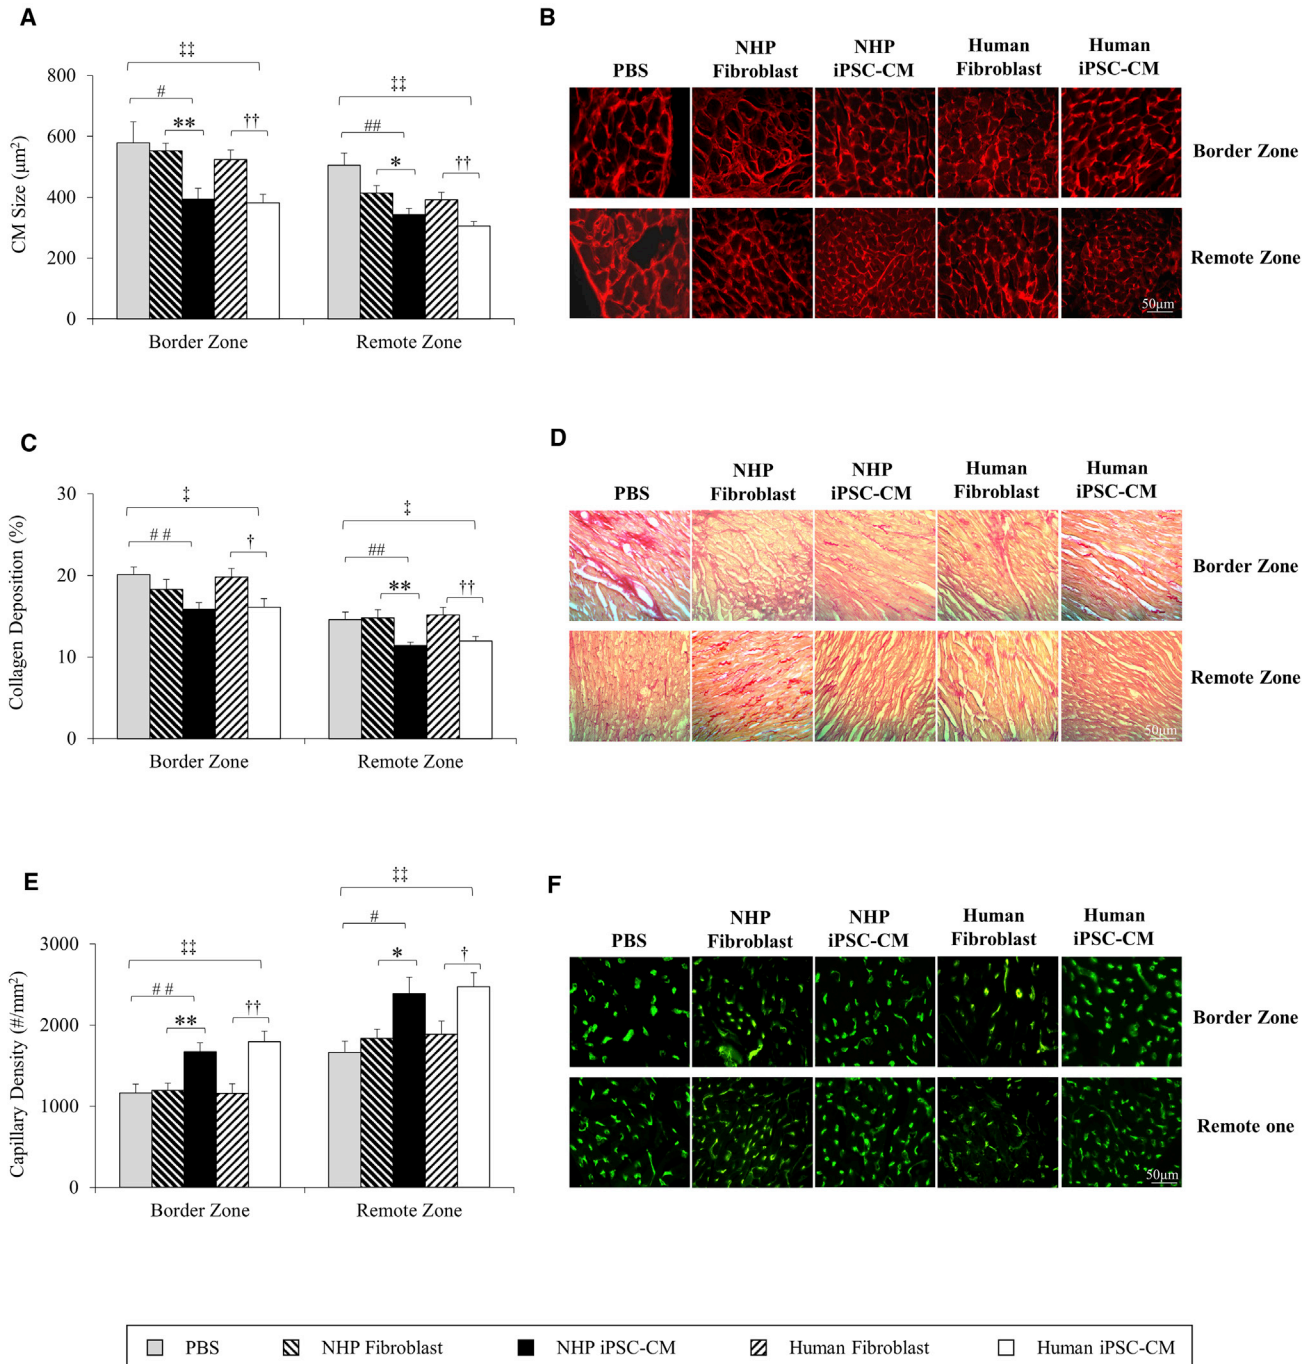 A
‡‡
#
**
††
‡‡
##
*
††
800
600
400
200
0
CM Size (μm²)
Border Zone
Remote Zone
B
PBS
NHP
Fibroblast
NHP
iPSC-CM
Human
Fibroblast
Human
iPSC-CM
Border Zone
Remote Zone
50μm
C
‡
# #
†
‡
##
**
††
30
20
10
0
Collagen Deposition (%)
Border Zone
Remote Zone
D
PBS
NHP
Fibroblast
NHP
iPSC-CM
Human
Fibroblast
Human
iPSC-CM
Border Zone
Remote Zone
50μm
E
‡‡
# #
**
††
‡‡
#
*
†
3000
2000
1000
0
Capillary Density (#/mm²)
Border Zone
Remote Zone
F
PBS
NHP
Fibroblast
NHP
iPSC-CM
Human
Fibroblast
Human
iPSC-CM
Border Zone
Remote one
50μm
PBS
NHP Fibroblast
NHP iPSC-CM
Human Fibroblast
Human iPSC-CM